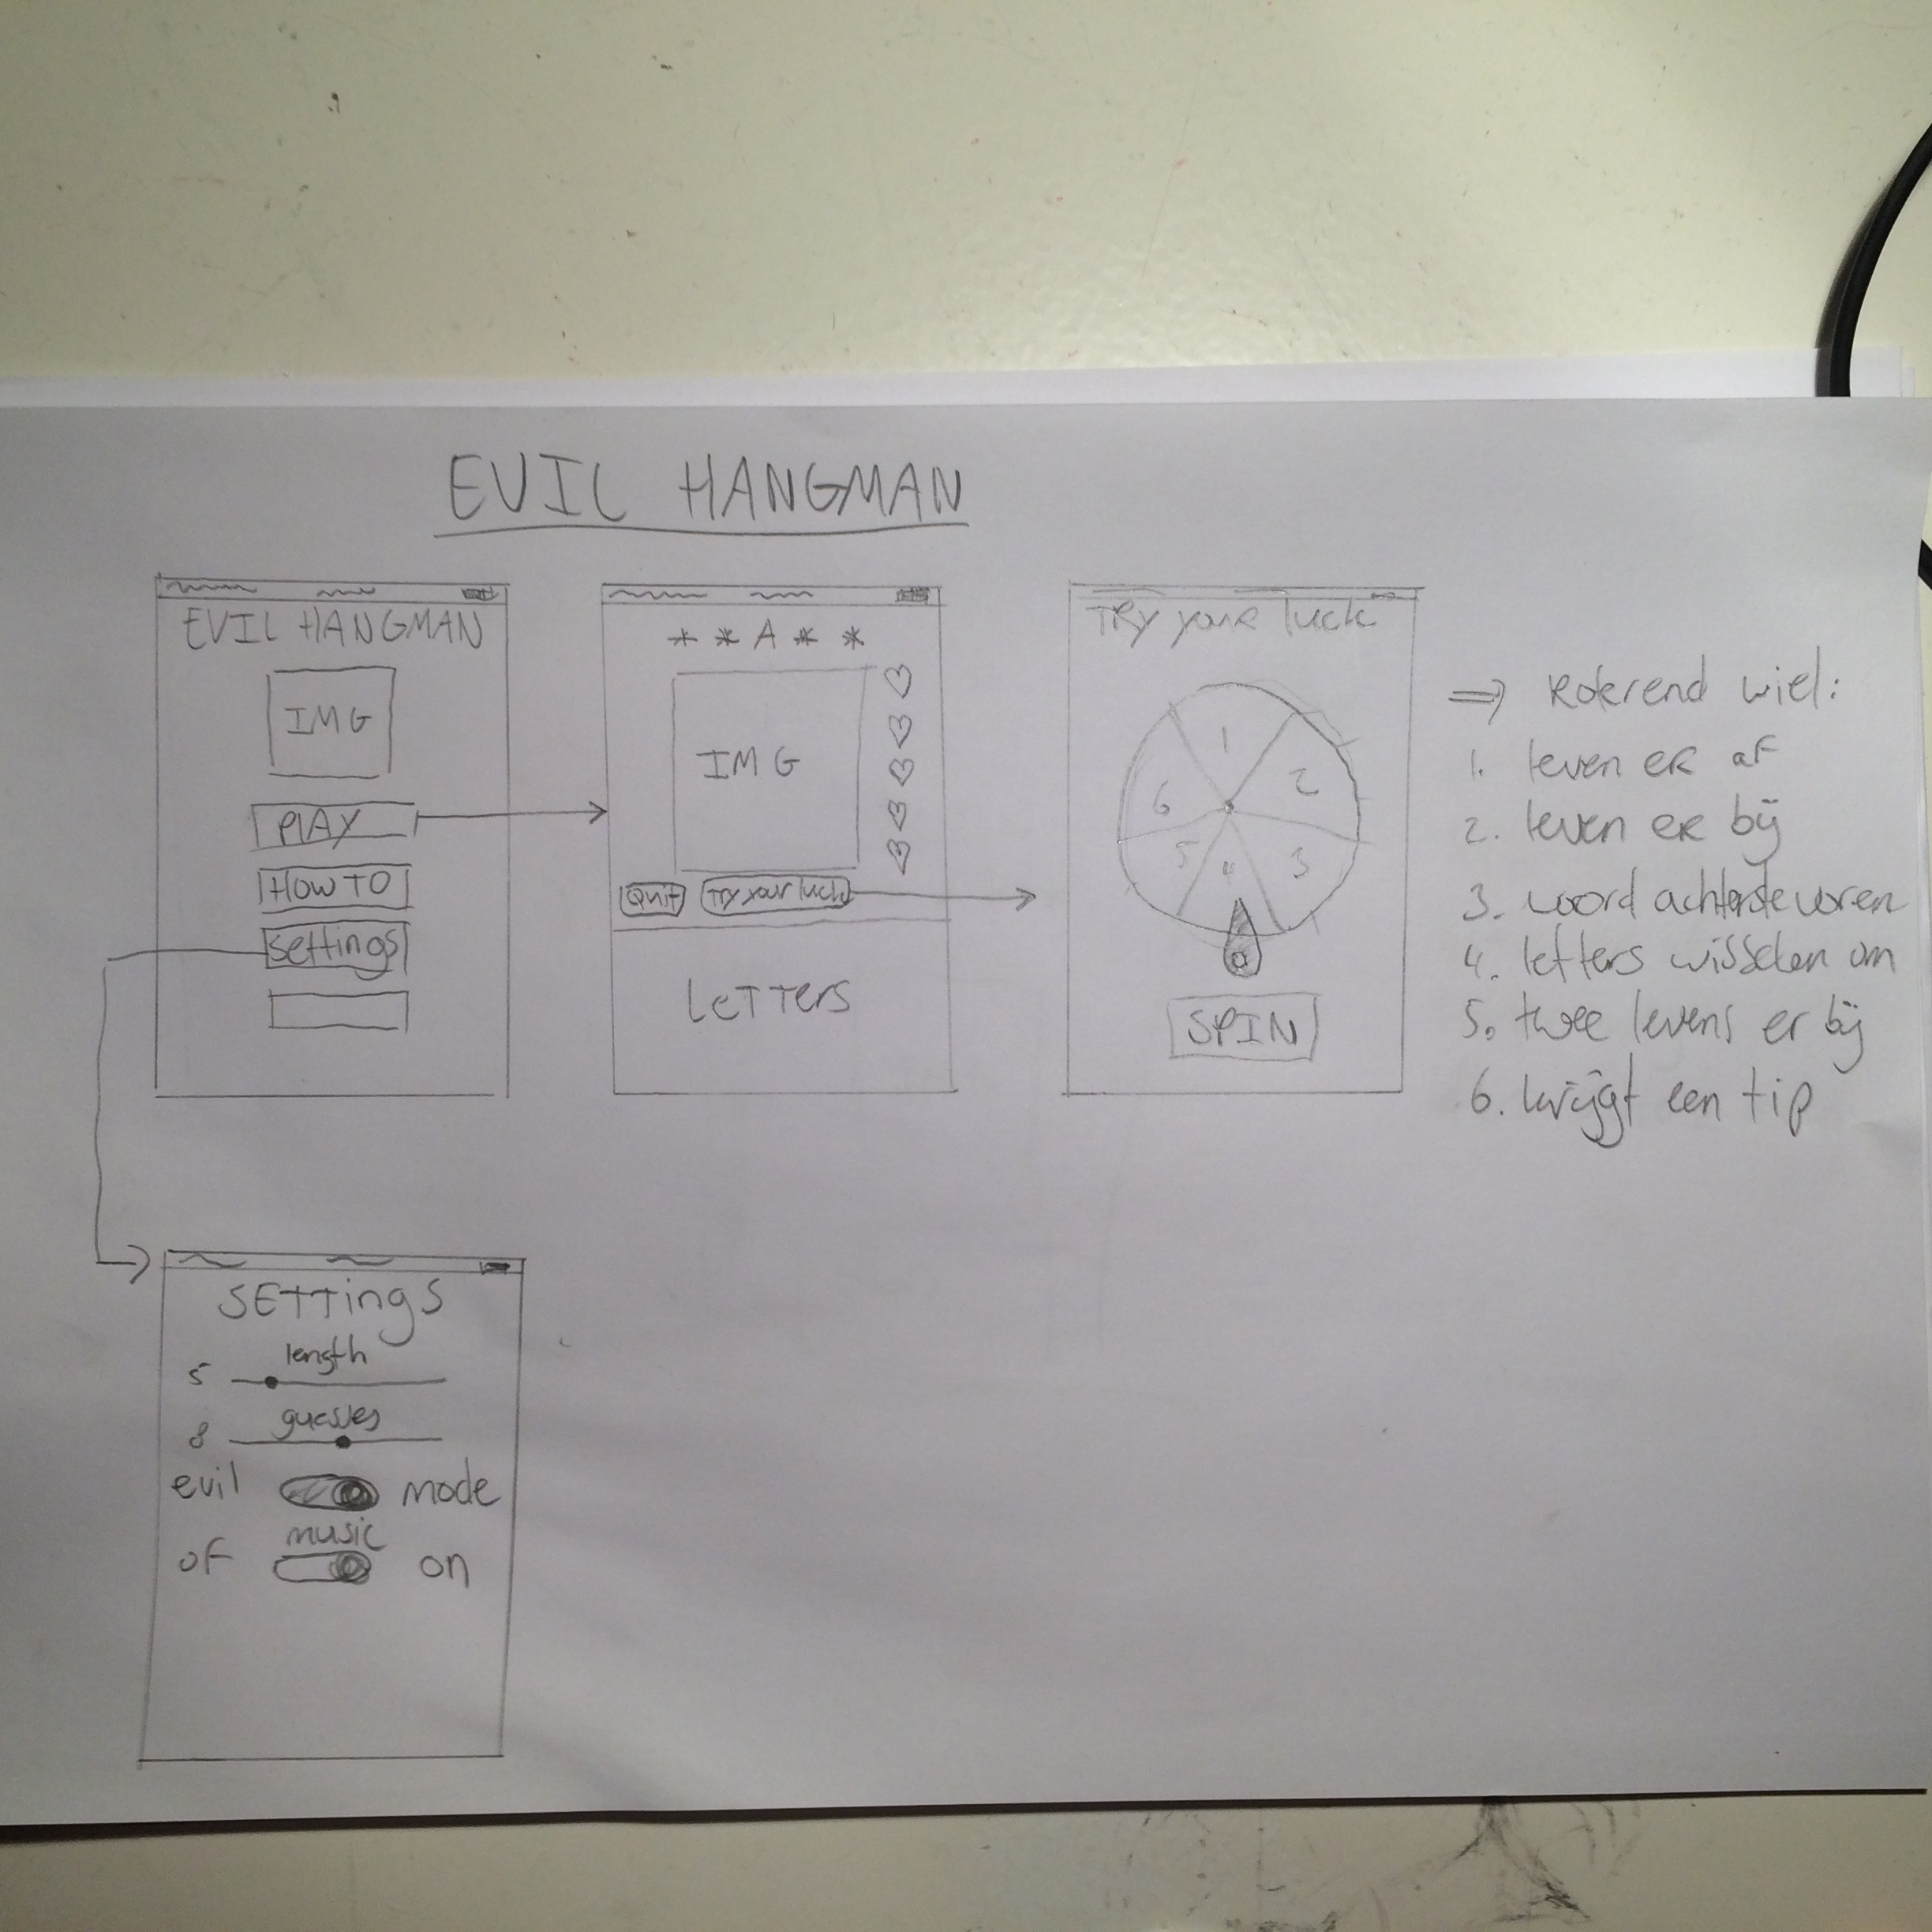 EVIL HANGMAN
EVIL HANGMAN
IMG
PLAY
HOW TO
settings
* * A * *
IMG
Quit
Try your luck
LETTERS
TRY youR luck
1
2
3
4
5
6
SPIN
⇒ Roterend wiel:
1. leven eR af
2. leven eR bij
3. woord achterstevoren
4. letters wisselen om
5. twee levens er bij
6. krijgt een tip
SETTings
length
5
guesses
8
evil mode
music
of on